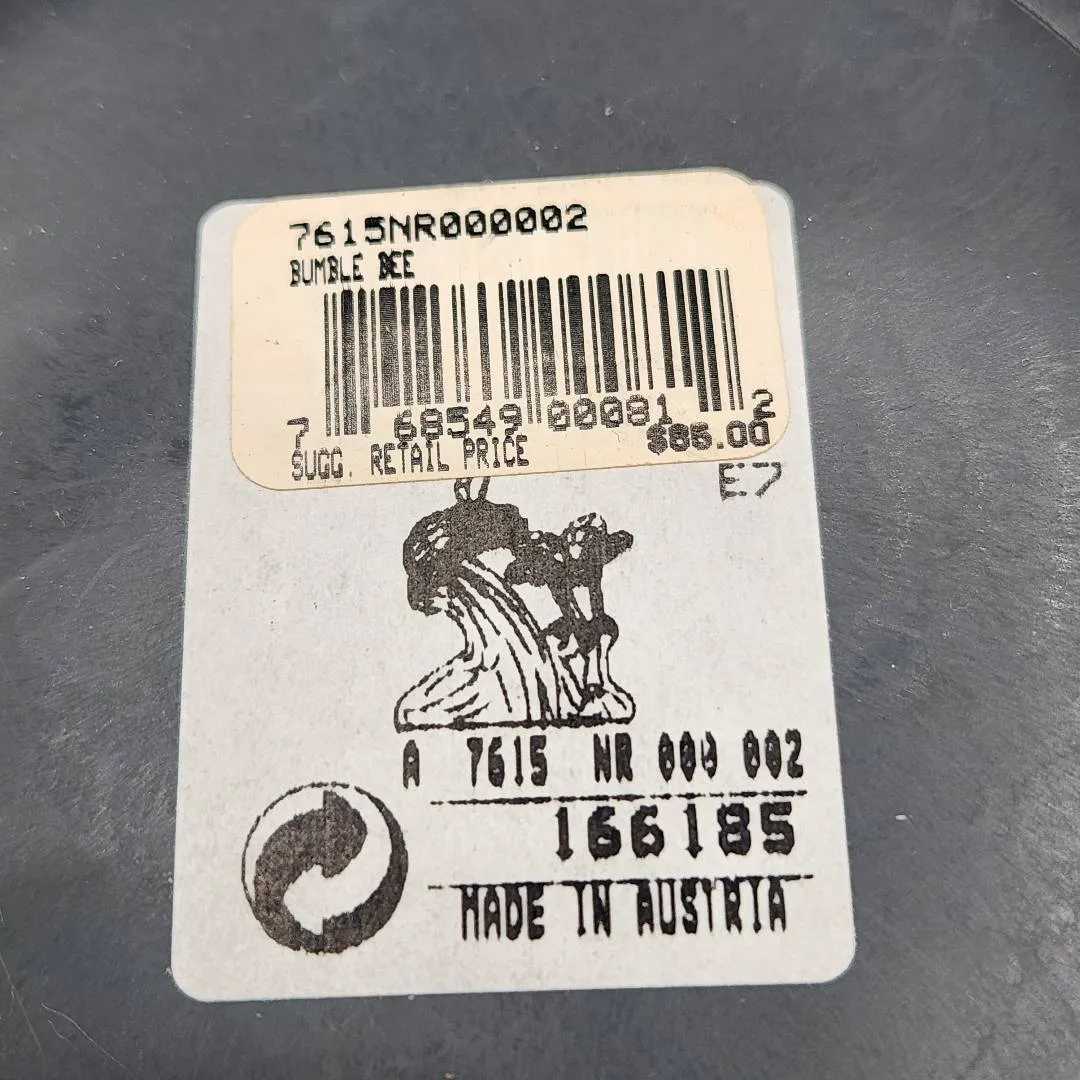 7615NR000002
BUMBLE BEE
7 68549 00081 2
SUGG. RETAIL PRICE $85.00
E7
A 7615 NR 000 002
166185
MADE IN AUSTRIA